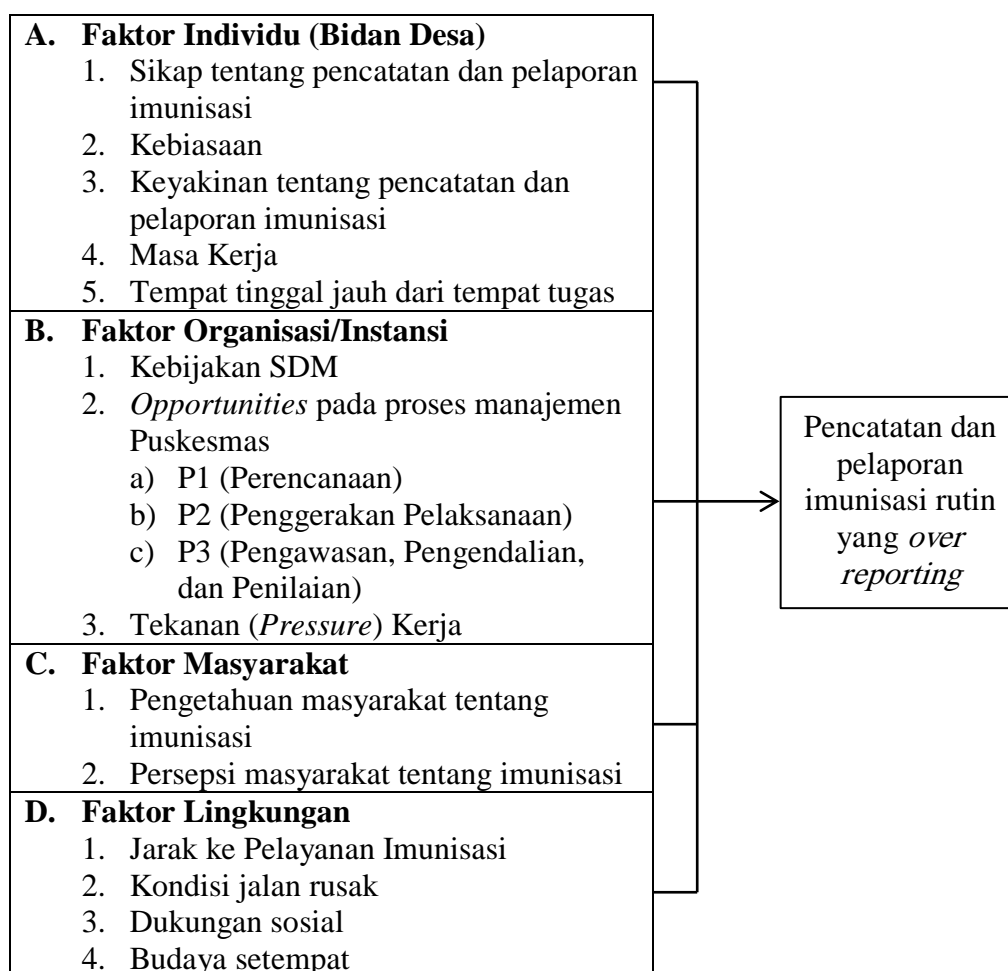 A. Faktor Individu (Bidan Desa)
1. Sikap tentang pencatatan dan pelaporan
imunisasi
2. Kebiasaan
3. Keyakinan tentang pencatatan dan
pelaporan imunisasi
4. Masa Kerja
5. Tempat tinggal jauh dari tempat tugas
B. Faktor Organisasi/Instansi
1. Kebijakan SDM
2. Opportunities pada proses manajemen
Puskesmas
a) P1 (Perencanaan)
b) P2 (Penggerakan Pelaksanaan)
c) P3 (Pengawasan, Pengendalian,
dan Penilaian)
3. Tekanan (Pressure) Kerja
C. Faktor Masyarakat
1. Pengetahuan masyarakat tentang
imunisasi
2. Persepsi masyarakat tentang imunisasi
D. Faktor Lingkungan
1. Jarak ke Pelayanan Imunisasi
2. Kondisi jalan rusak
3. Dukungan sosial
4. Budaya setempat
Pencatatan dan
pelaporan
imunisasi rutin
yang over
reporting